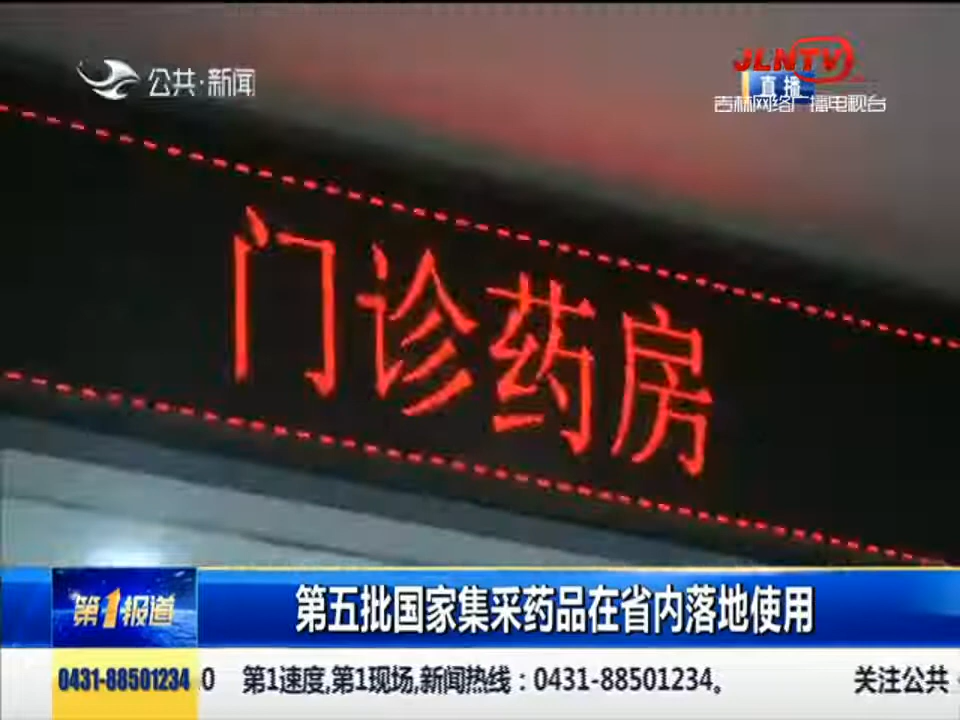 公共·新闻
JLNTV
直播
吉林网络广播电视台
门诊药房
第1报道
第五批国家集采药品在省内落地使用
0431-88501234
.0 第1速度,第1现场,新闻热线：0431-88501234。 关注公共